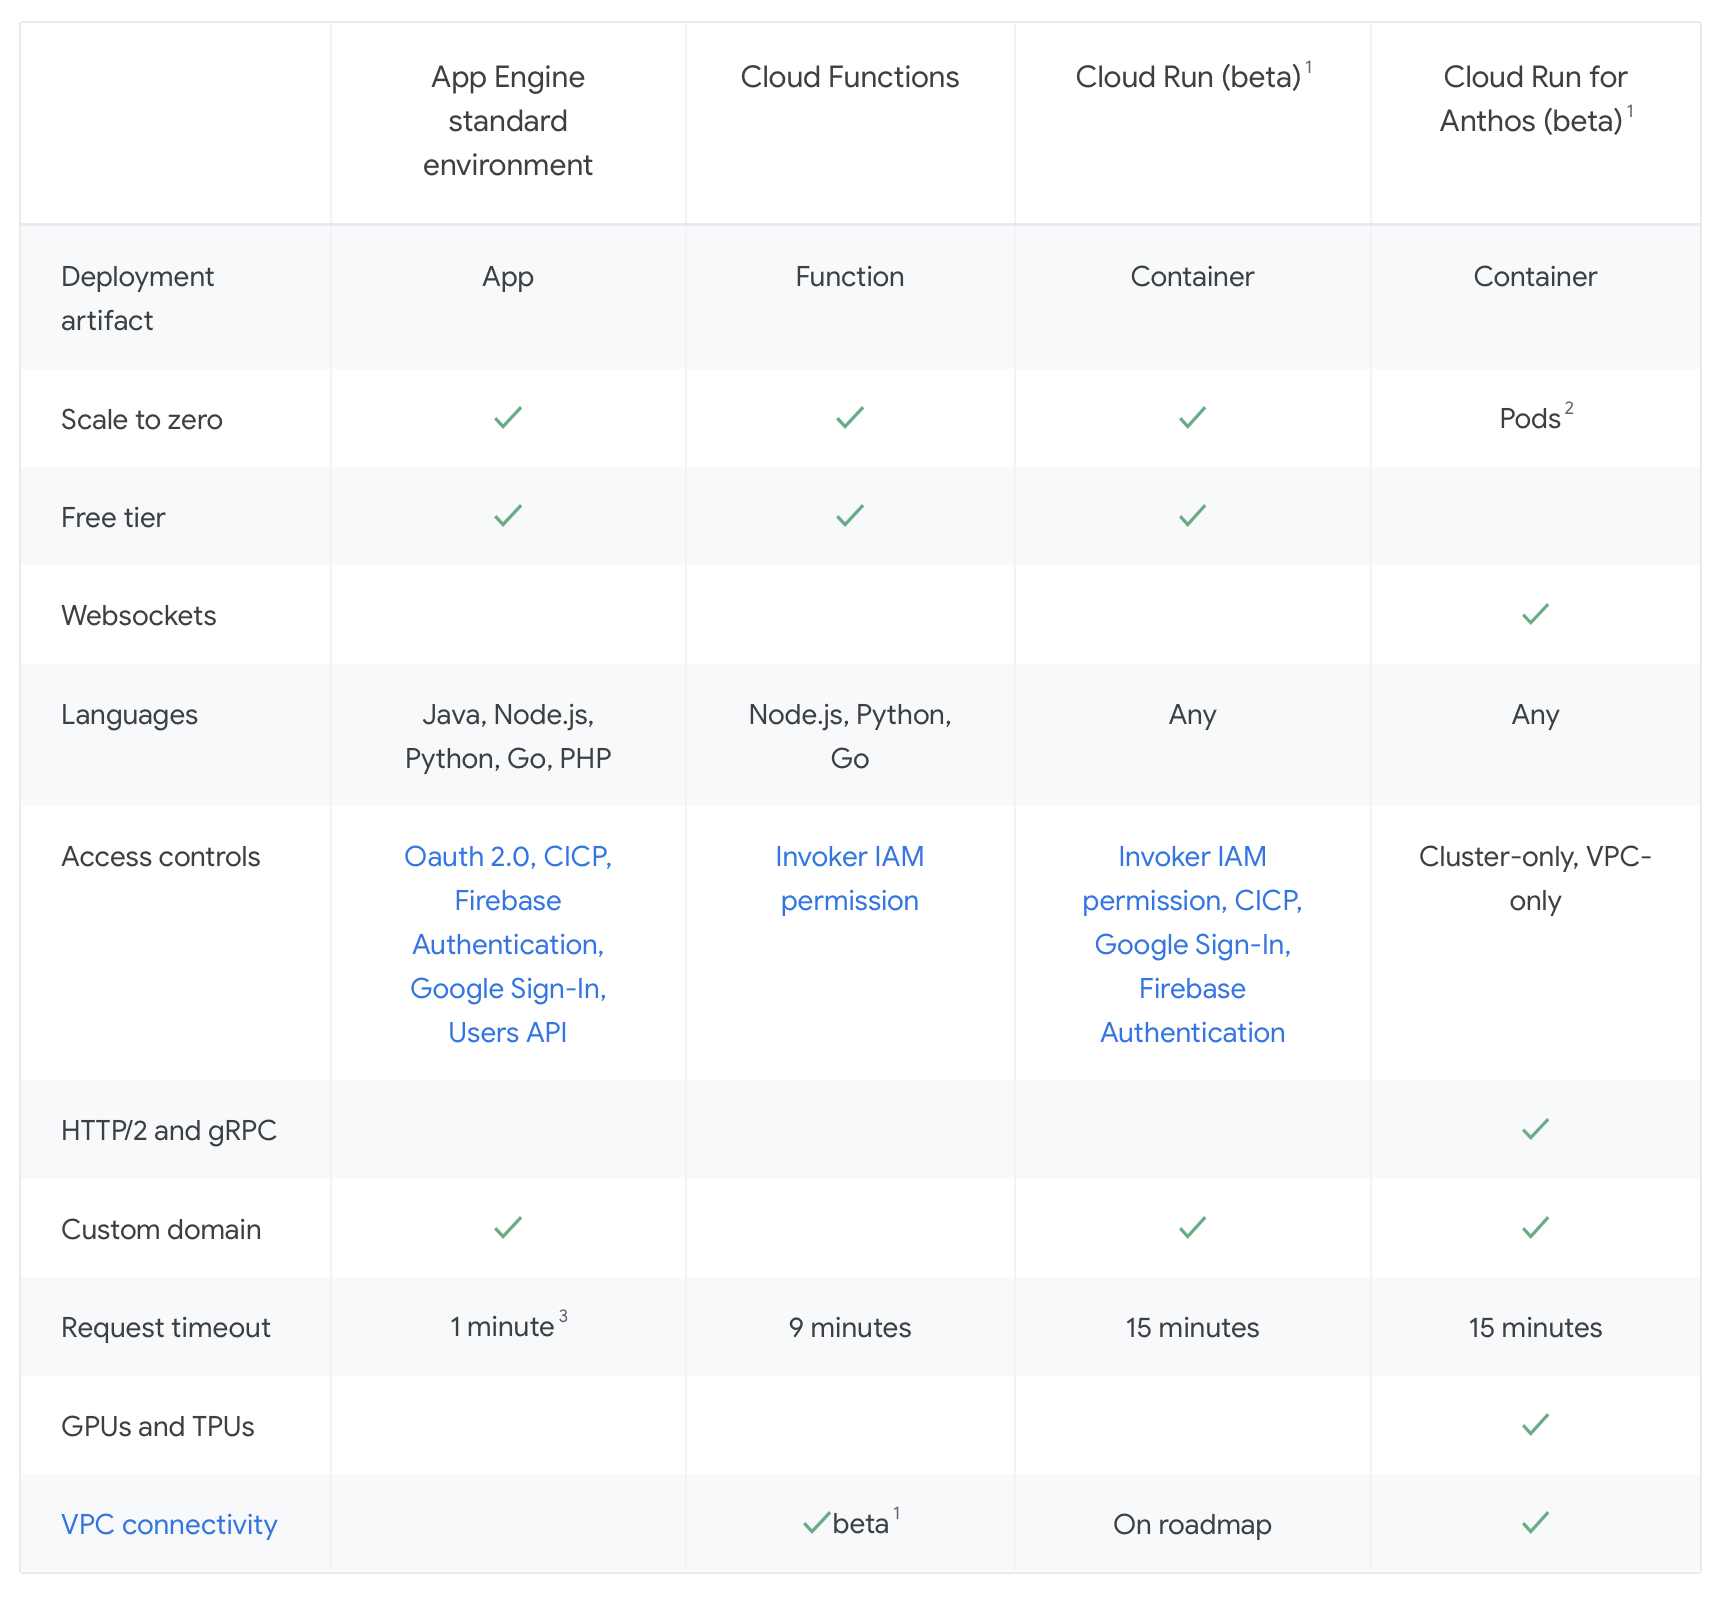 App Engine
standard
environment
Cloud Functions
Cloud Run (beta) 1
Cloud Run for
Anthos (beta) 1
Deployment
artifact
App
Function
Container
Container
Scale to zero
Pods 2
Free tier
Websockets
Languages
Java, Node.js,
Python, Go, PHP
Node.js, Python,
Go
Any
Any
Access controls
Oauth 2.0, CICP,
Firebase
Authentication,
Google Sign-In,
Users API
Invoker IAM
permission
Invoker IAM
permission, CICP,
Google Sign-In,
Firebase
Authentication
Cluster-only, VPC-
only
HTTP/2 and gRPC
Custom domain
Request timeout
1 minute 3
9 minutes
15 minutes
15 minutes
GPUs and TPUs
VPC connectivity
beta 1
On roadmap